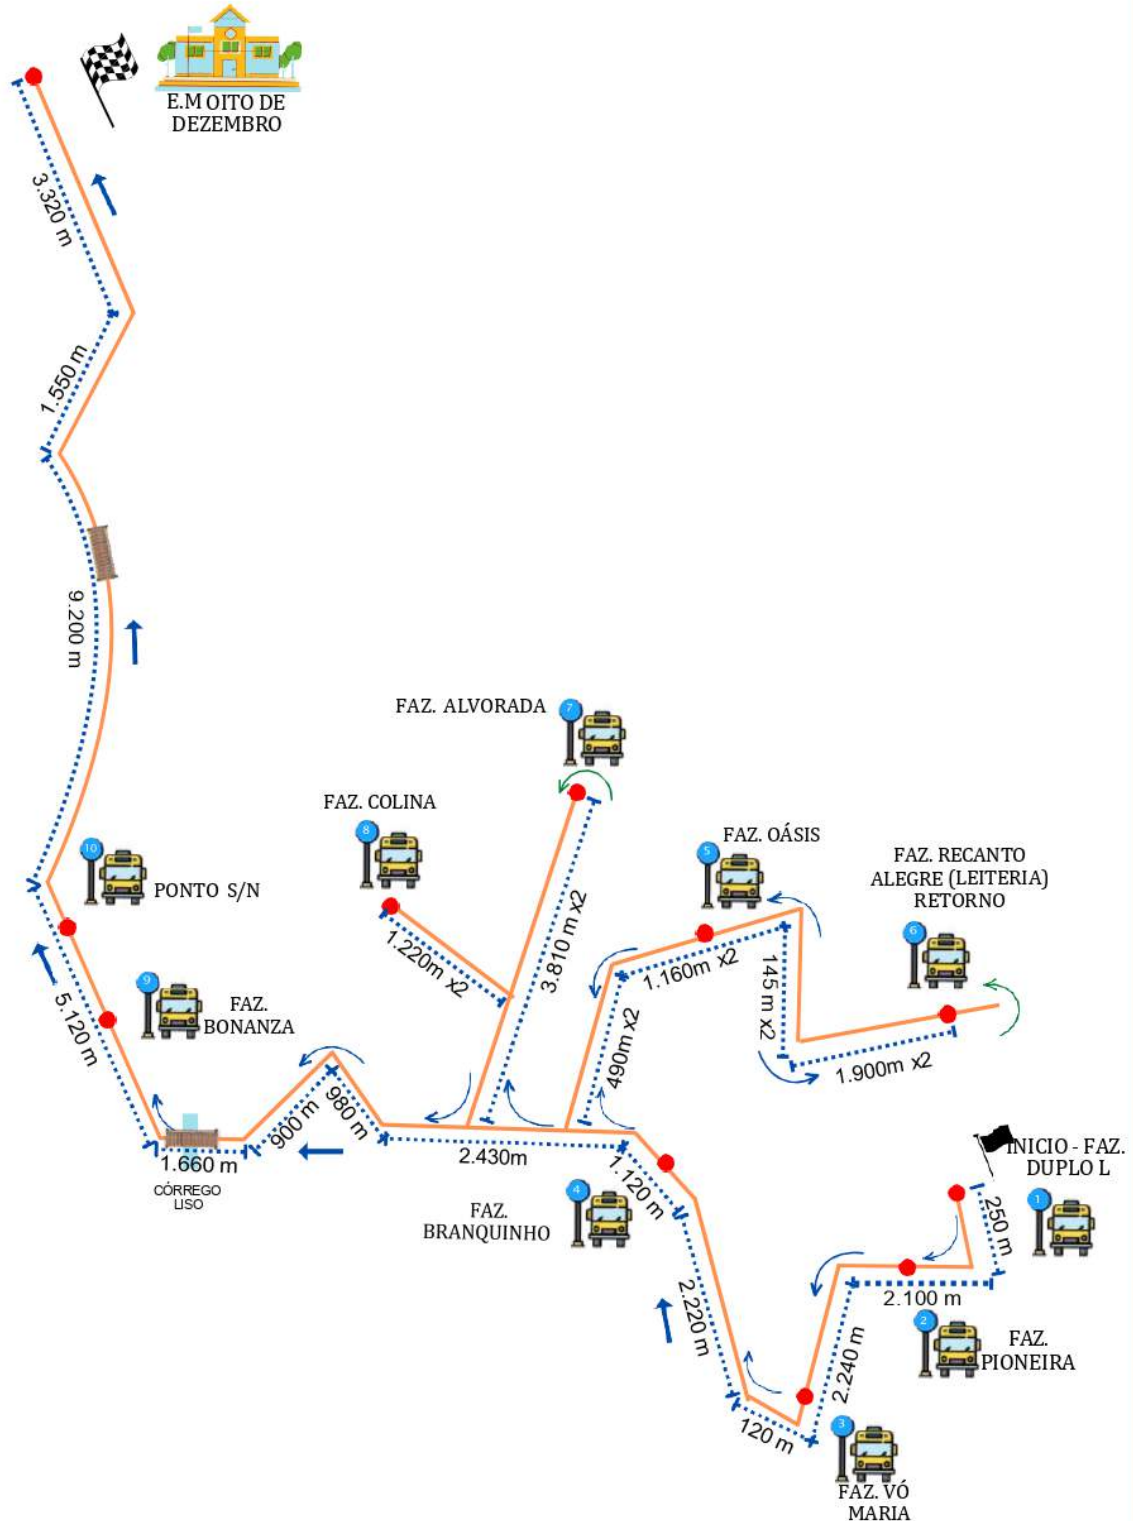 E.M OITO DE
DEZEMBRO
3.320 m
1.550 m
9.200 m
FAZ. ALVORADA
7
FAZ. COLINA
8
FAZ. OÁSIS
5
FAZ. RECANTO
ALEGRE (LEITERIA)
RETORNO
6
10
PONTO S/N
1.220m x2
3.810 m x2
1.160m x2
145 m x2
490m x2
1.900m x2
9
FAZ.
BONANZA
5.120 m
900 m
980 m
1.660 m
CÓRREGO
LISO
2.430m
1.120 m
4
FAZ.
BRANQUINHO
INICIO - FAZ.
DUPLO L
1
250 m
2.100 m
2
FAZ.
PIONEIRA
2.220 m
2.240 m
120 m
3
FAZ. VÓ
MARIA